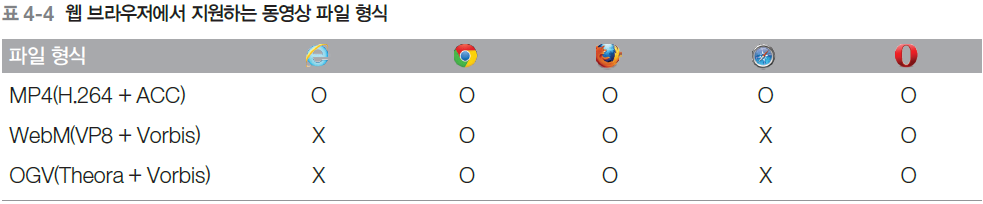 표 4-4 웹 브라우저에서 지원하는 동영상 파일 형식
파일 형식
MP4(H.264 + ACC) O O O O O
WebM(VP8 + Vorbis) X O O X O
OGV(Theora + Vorbis) X O O X O